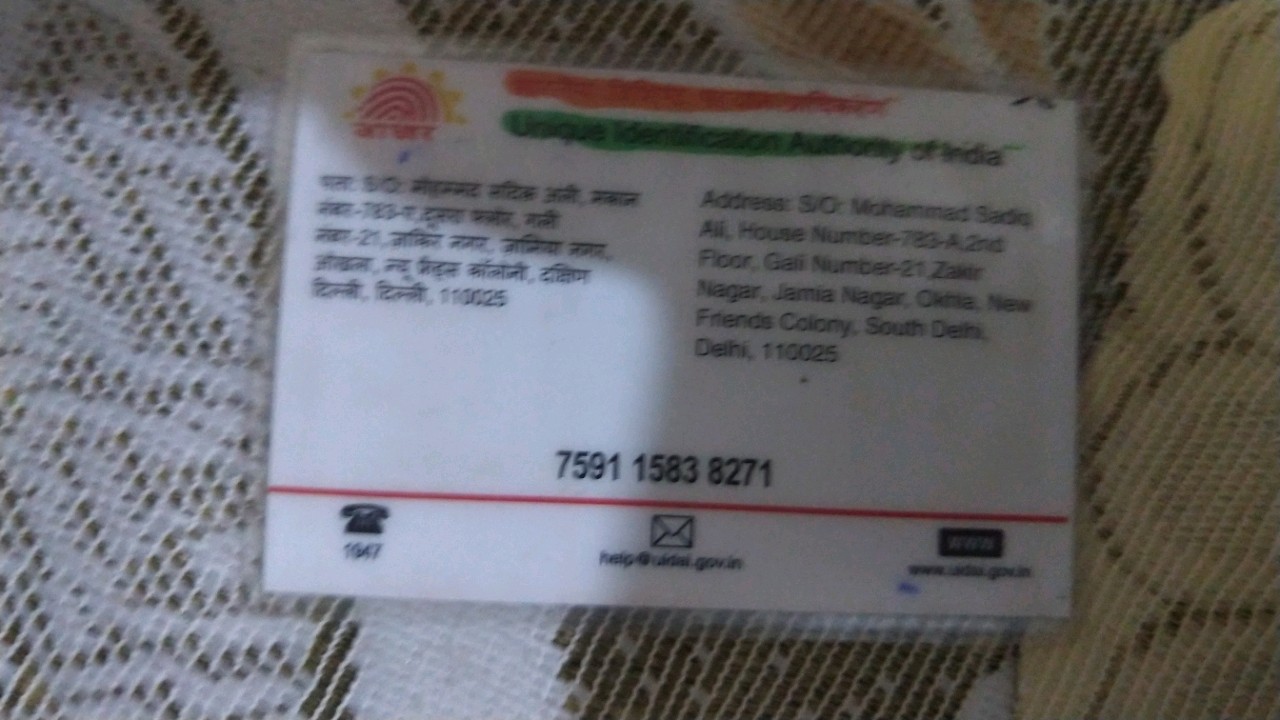 आधार
Unique Identification Authority of India
पता: S/O: मोहम्मद सदिक अली, मकान
नंबर-783-ए,दूसरा फ्लोर, गली
नंबर-21, ज़ाकिर नगर, जामिया नगर,
ओखला, न्यू फ्रेंड्स कॉलोनी, दक्षिण
दिल्ली, दिल्ली, 110025
Address: S/O: Mohammad Sadiq
Ali, House Number-783-A,2nd
Floor, Gali Number-21,Zakir
Nagar, Jamia Nagar, Okhla, New
Friends Colony, South Delhi,
Delhi, 110025
7591 1583 8271
1947
help@uidai.gov.in
WWW
www.uidai.gov.in